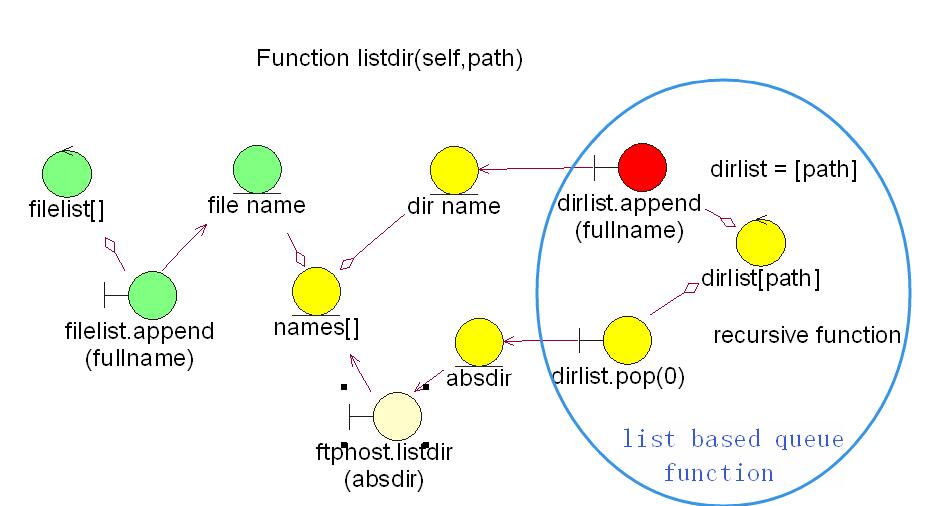 Function listdir(self,path)
filelist[]
file name
dir name
dirlist.append
(fullname)
dirlist = [path]
dirlist[path]
filelist.append
(fullname)
names[]
absdir
dirlist.pop(0)
recursive function
ftphost.listdir
(absdir)
list based queue
function